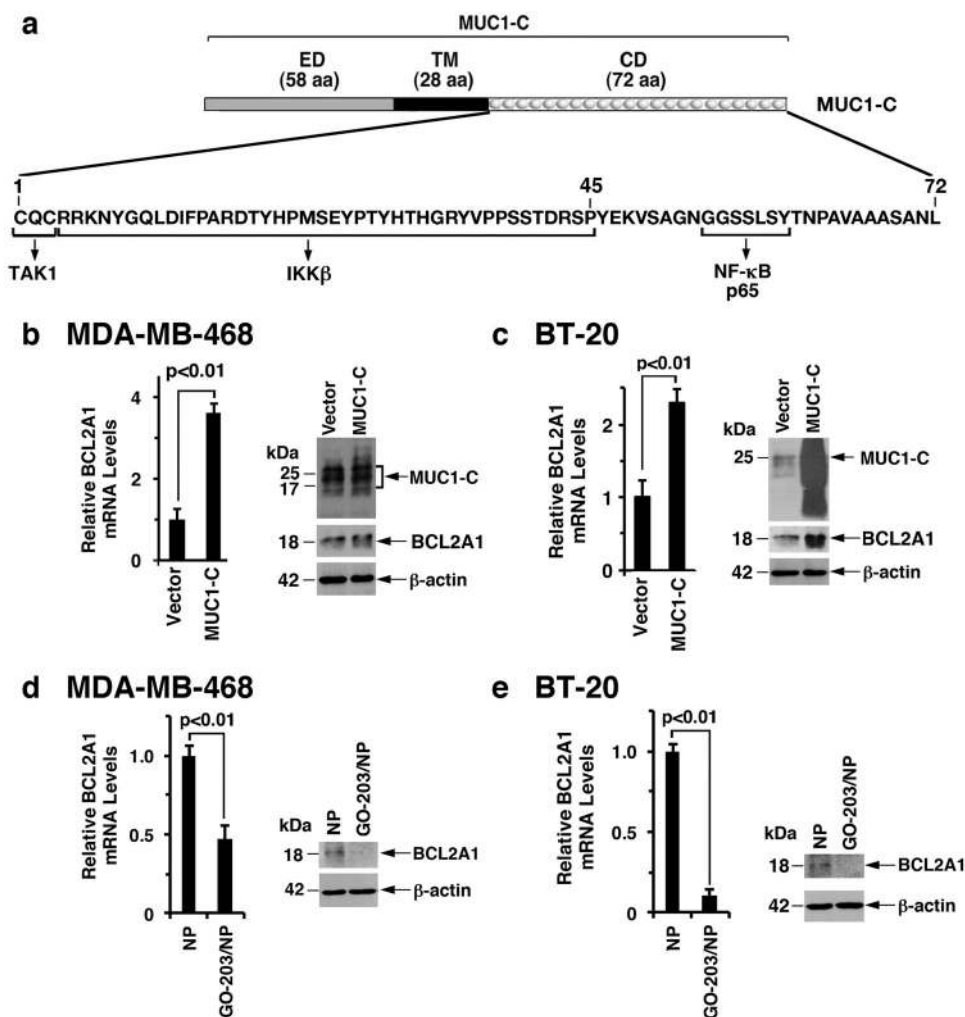 a
MUC1-C
ED TM CD
(58 aa) (28 aa) (72 aa)
MUC1-C
1 45 72
CQCRRKNYGQLDIFPARDTYHPMSEYPTYHTHGRYVPPSSTDRSPYEKVSAGNGGSSLSYTNPAVAAASANL
TAK1 IKKβ NF-κB
p65
b MDA-MB-468
p<0.01
Relative BCL2A1
mRNA Levels
4
2
0
Vector
MUC1-C
Vector
MUC1-C
kDa
25
17
MUC1-C
18 BCL2A1
42 β-actin
c BT-20
p<0.01
Relative BCL2A1
mRNA Levels
2
1
0
Vector
MUC1-C
Vector
MUC1-C
kDa
25 MUC1-C
18 BCL2A1
42 β-actin
d MDA-MB-468
p<0.01
Relative BCL2A1
mRNA Levels
1.0
0.5
0
NP
GO-203/NP
NP
GO-203/NP
kDa
18 BCL2A1
42 β-actin
e BT-20
p<0.01
Relative BCL2A1
mRNA Levels
1.0
0.5
0
NP
GO-203/NP
NP
GO-203/NP
kDa
18 BCL2A1
42 β-actin